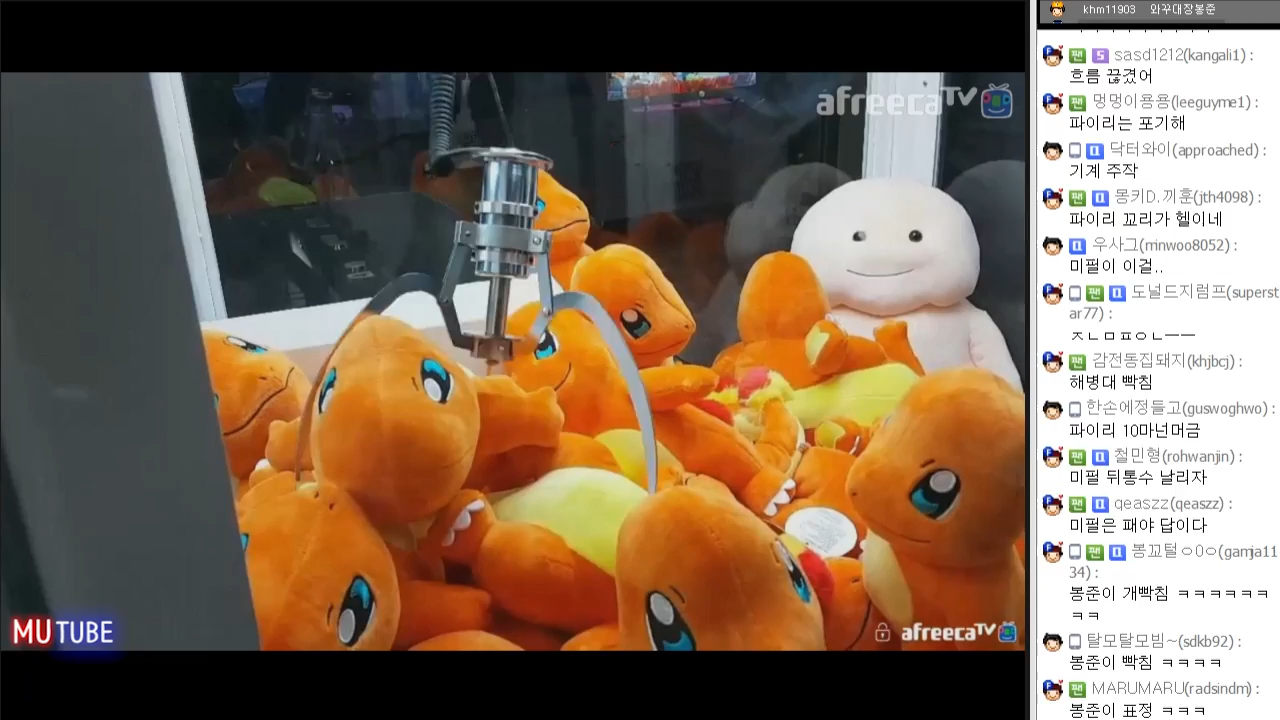 khm11903 와꾸대장봉준
sasd1212(kangali1) :
흐름 끊겼어
멍멍이용용(leeguyme1) :
파이리는 포기해
닥터와이(approached) :
기계 주작
몽키D.끼훈(jth4098) :
파이리 꼬리가 헬이네
우사그(minwoo8052) :
미필이 이걸..
도널드지럼프(superst
ar77) :
ㅈㄴㅁㅍㅇㄴㅡㅡ
감전동집돼지(khjbcj) :
해병대 빡침
한손에정들고(guswoghwo) :
파이리 10마넌머금
철민형(rohwanjin) :
미필 뒤통수 날리자
qeaszz(qeaszz) :
미필은 패야 답이다
봉꼬털ㅇ0ㅇ(gamja11
34) :
봉준이 개빡침 ㅋㅋㅋㅋㅋㅋ
ㅋㅋ
탈모탈모빔~(sdkb92) :
봉준이 빡침 ㅋㅋㅋㅋ
MARUMARU(radsindm) :
봉준이 표정 ㅋㅋㅋ
afreecaTV
MUTUBE
afreecaTV